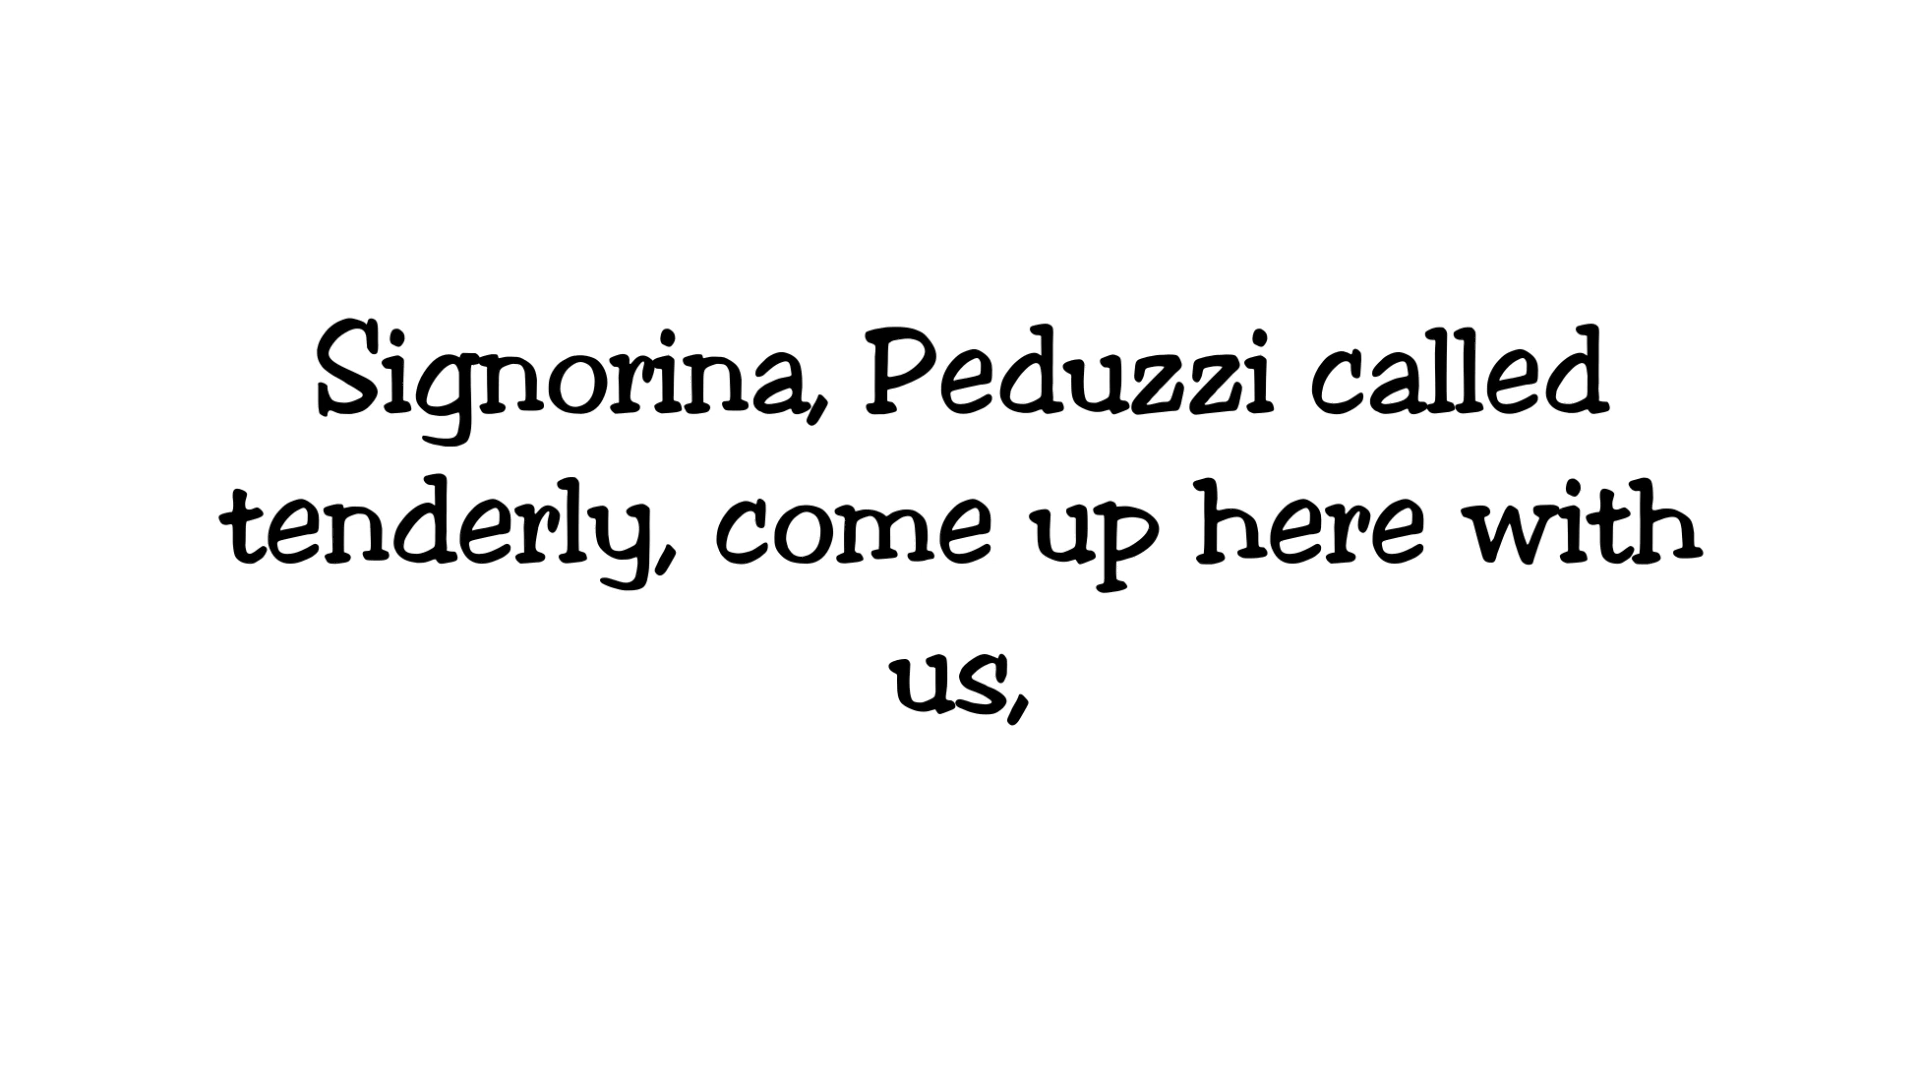 Signorina, Peduzzi called
tenderly, come up here with
us,